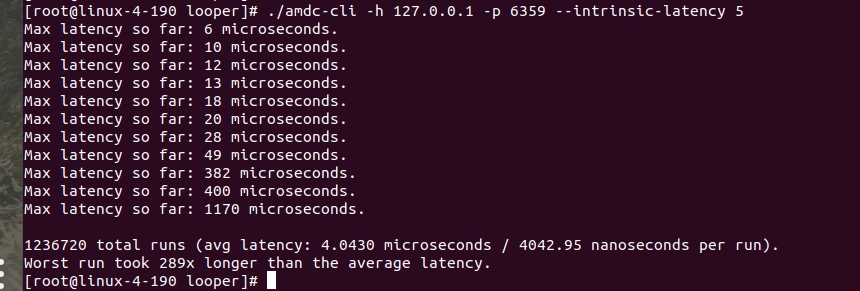 [root@linux-4-190 looper]# ./amdc-cli -h 127.0.0.1 -p 6359 --intrinsic-latency 5
Max latency so far: 6 microseconds.
Max latency so far: 10 microseconds.
Max latency so far: 12 microseconds.
Max latency so far: 13 microseconds.
Max latency so far: 18 microseconds.
Max latency so far: 20 microseconds.
Max latency so far: 28 microseconds.
Max latency so far: 49 microseconds.
Max latency so far: 382 microseconds.
Max latency so far: 400 microseconds.
Max latency so far: 1170 microseconds.

1236720 total runs (avg latency: 4.0430 microseconds / 4042.95 nanoseconds per run).
Worst run took 289x longer than the average latency.
[root@linux-4-190 looper]#